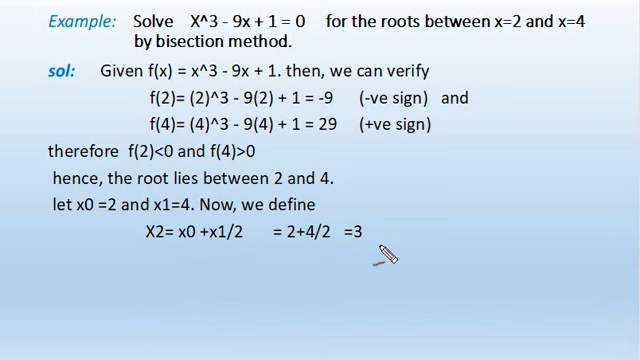 Example: Solve X^3 - 9x + 1 = 0 for the roots between x=2 and x=4
by bisection method.
sol: Given f(x) = x^3 - 9x + 1. then, we can verify
f(2)= (2)^3 - 9(2) + 1 = -9 (-ve sign) and
f(4)= (4)^3 - 9(4) + 1 = 29 (+ve sign)
therefore f(2)<0 and f(4)>0
hence, the root lies between 2 and 4.
let x0 =2 and x1=4. Now, we define
X2= x0 +x1/2 = 2+4/2 =3